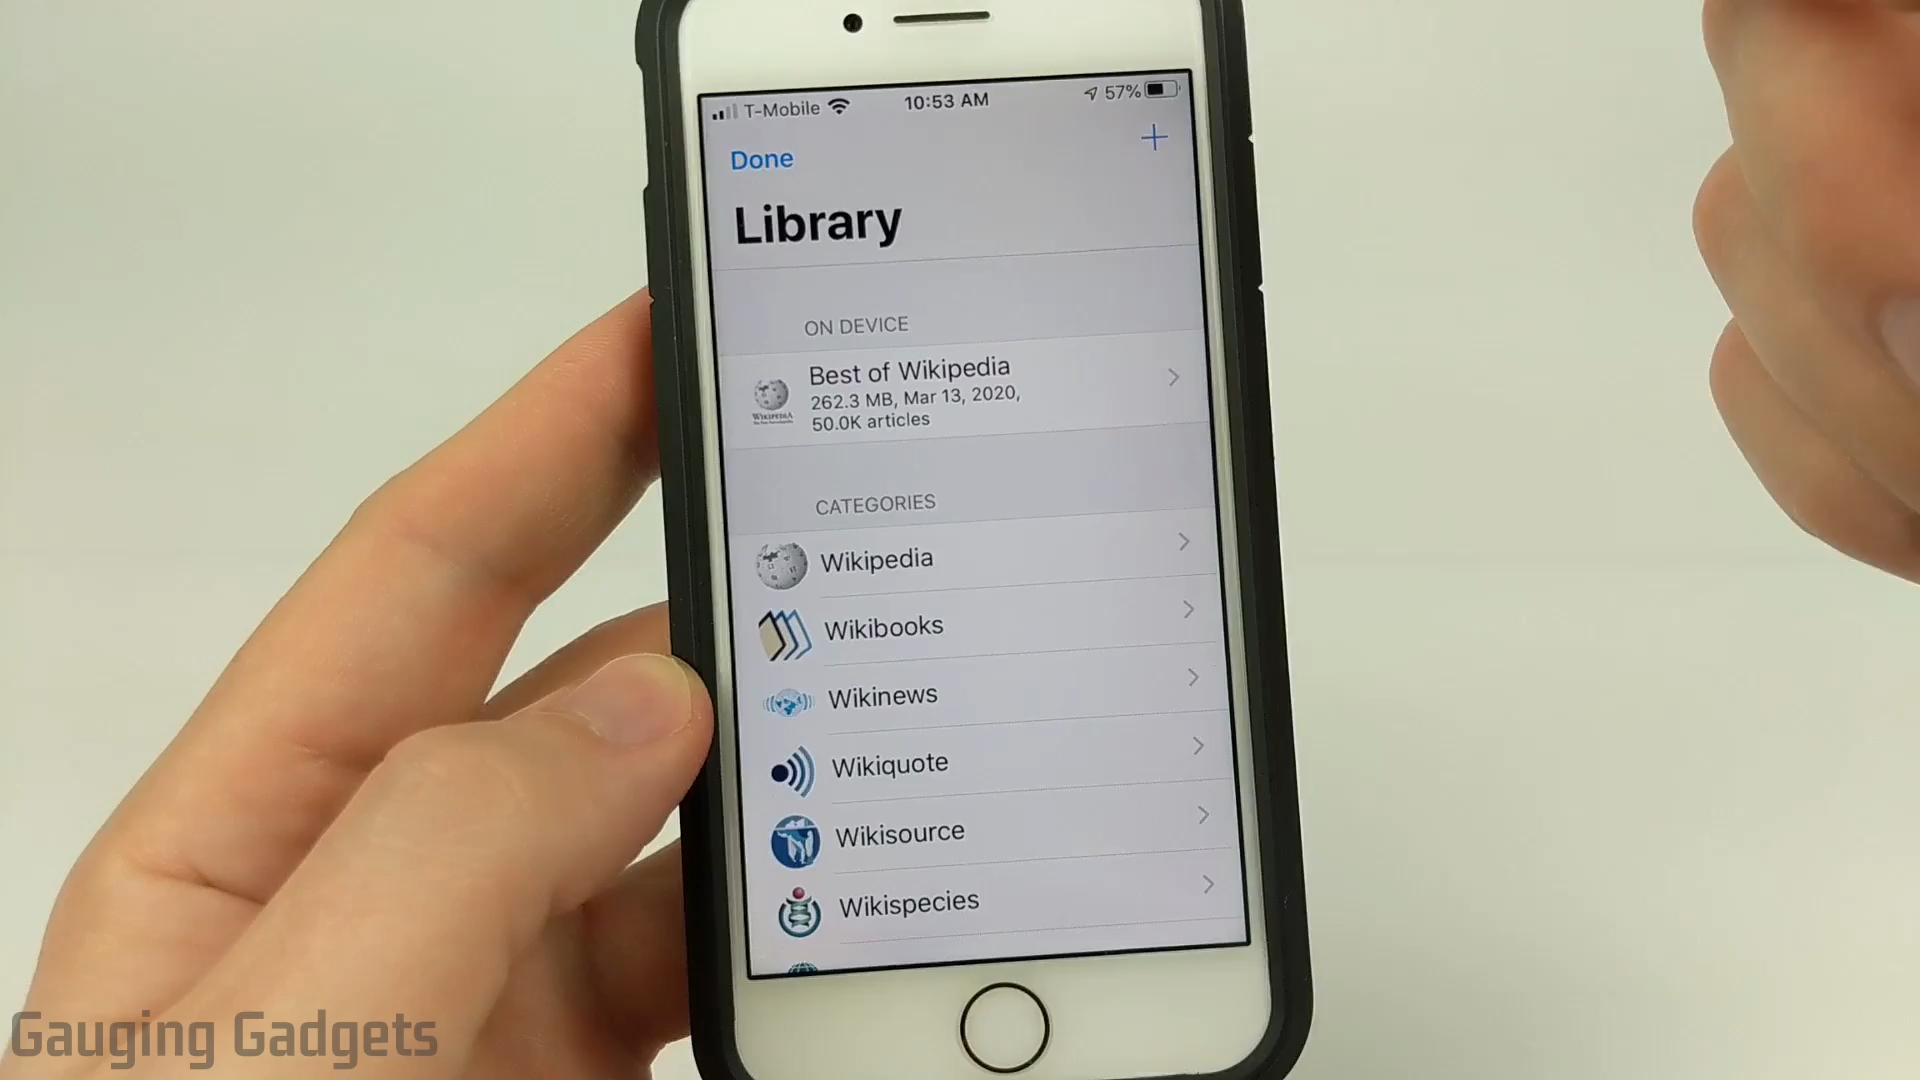 T-Mobile 10:53 AM 57%
Done +
Library
ON DEVICE
Best of Wikipedia
262.3 MB, Mar 13, 2020,
50.0K articles
WIKIPEDIA
CATEGORIES
Wikipedia
Wikibooks
Wikinews
Wikiquote
Wikisource
Wikispecies
Gauging Gadgets